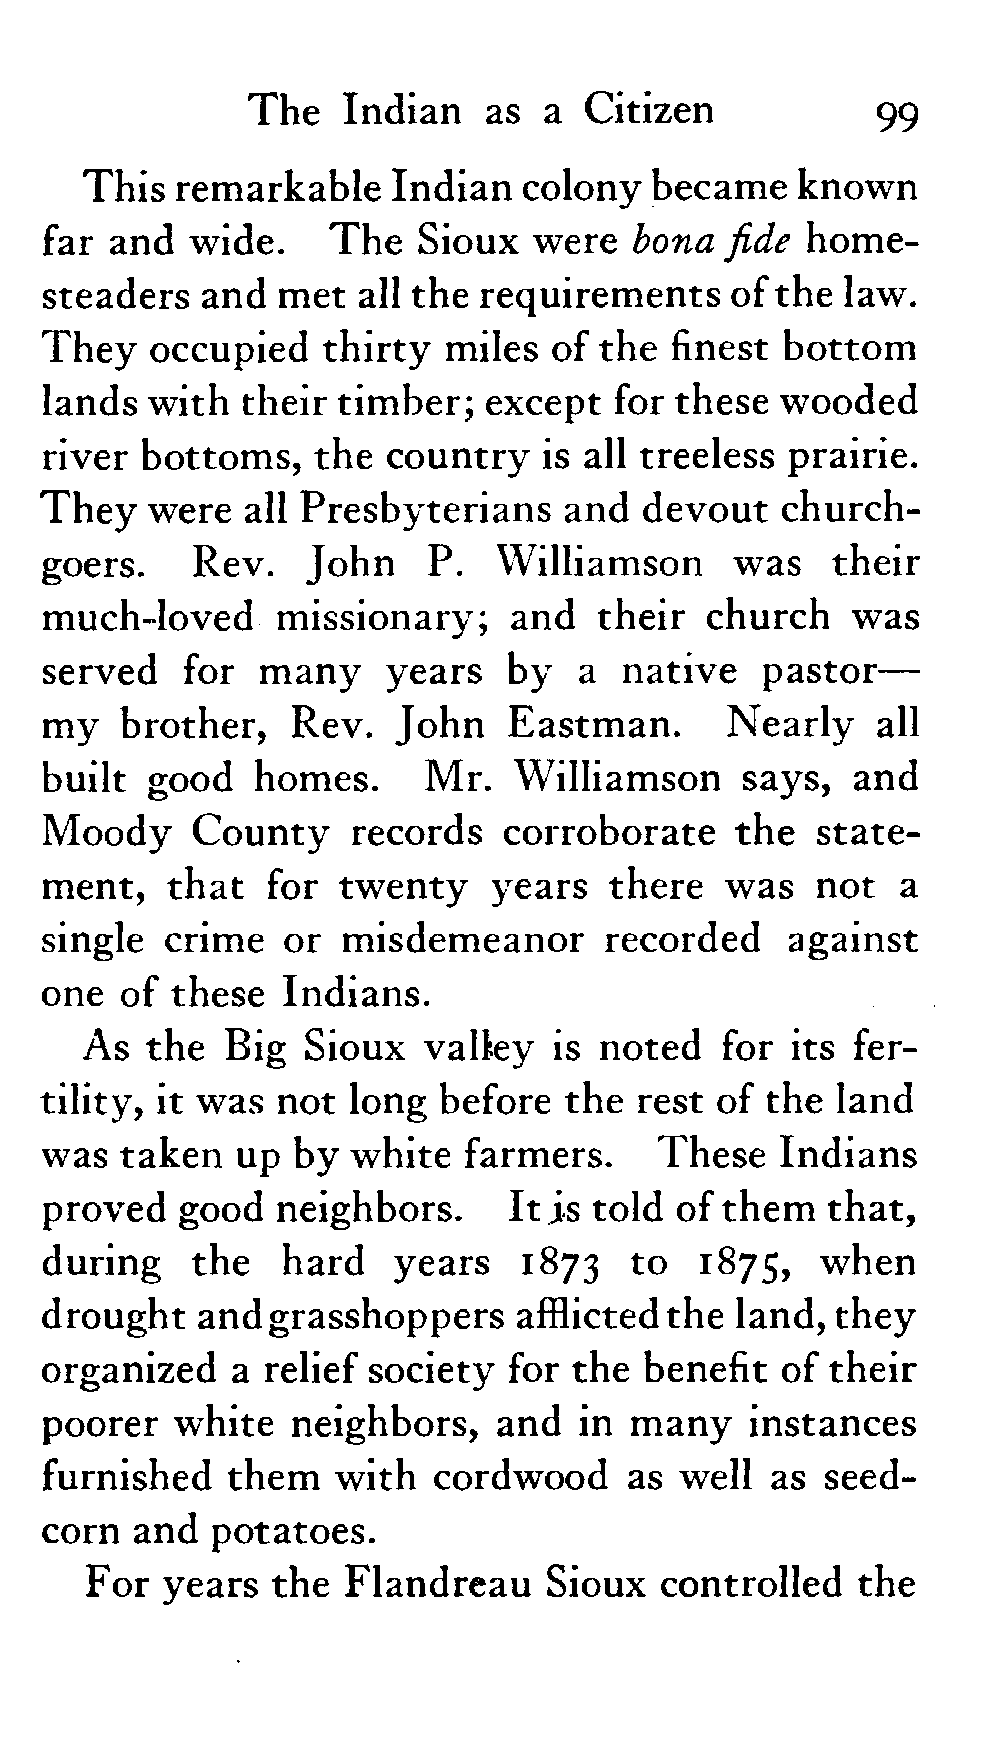 The Indian as a Citizen 99
This remarkable Indian colony became known
far and wide. The Sioux were bona fide home-
steaders and met all the requirements of the law.
They occupied thirty miles of the finest bottom
lands with their timber; except for these wooded
river bottoms, the country is all treeless prairie.
They were all Presbyterians and devout church-
goers. Rev. John P. Williamson was their
much-loved missionary; and their church was
served for many years by a native pastor—
my brother, Rev. John Eastman. Nearly all
built good homes. Mr. Williamson says, and
Moody County records corroborate the state-
ment, that for twenty years there was not a
single crime or misdemeanor recorded against
one of these Indians.
As the Big Sioux valley is noted for its fer-
tility, it was not long before the rest of the land
was taken up by white farmers. These Indians
proved good neighbors. It is told of them that,
during the hard years 1873 to 1875, when
drought and grasshoppers afflicted the land, they
organized a relief society for the benefit of their
poorer white neighbors, and in many instances
furnished them with cordwood as well as seed-
corn and potatoes.
For years the Flandreau Sioux controlled the